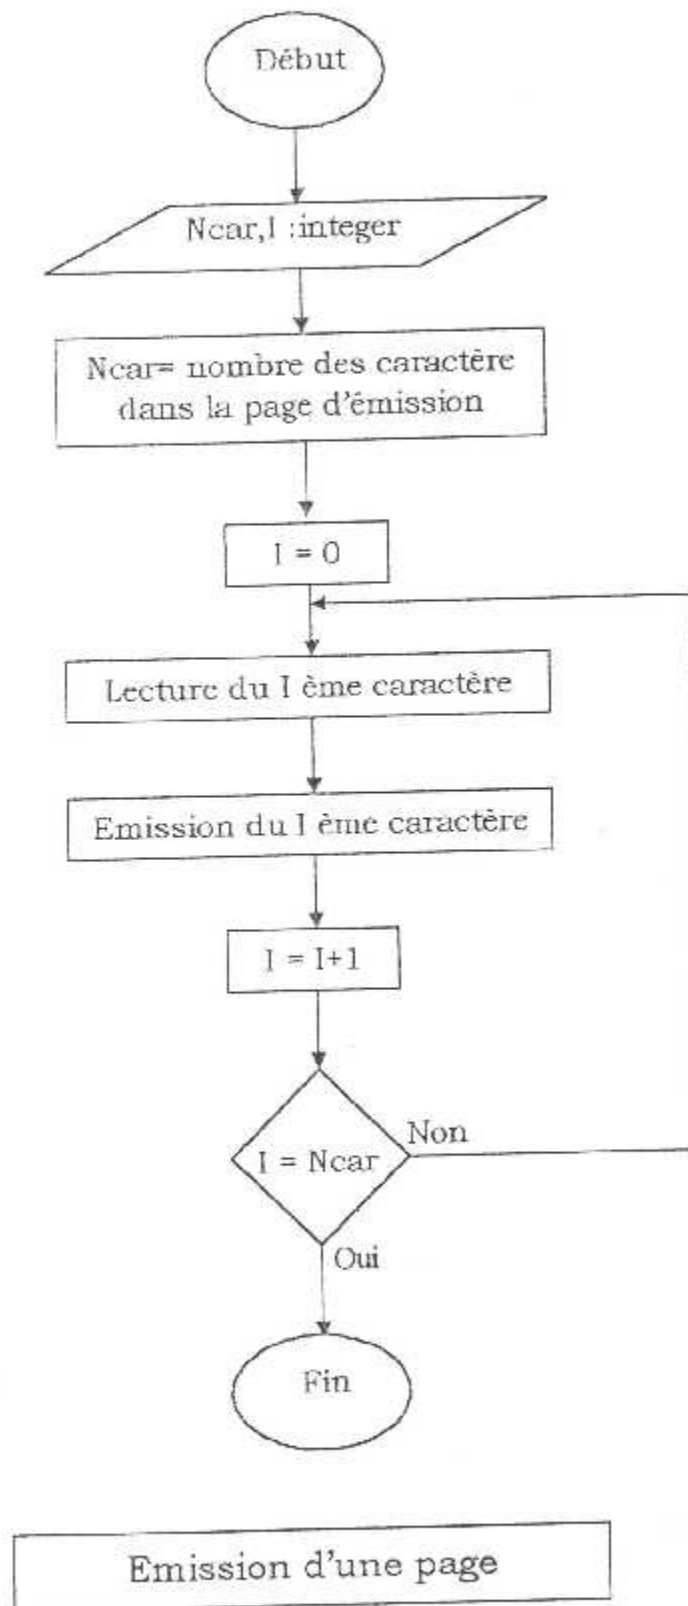 Début
Ncar,I :integer
Ncar= nombre des caractère
dans la page d'émission
I = 0
Lecture du I ème caractère
Emission du I ème caractère
I = I+1
I = Ncar
Non
Oui
Fin
Emission d'une page